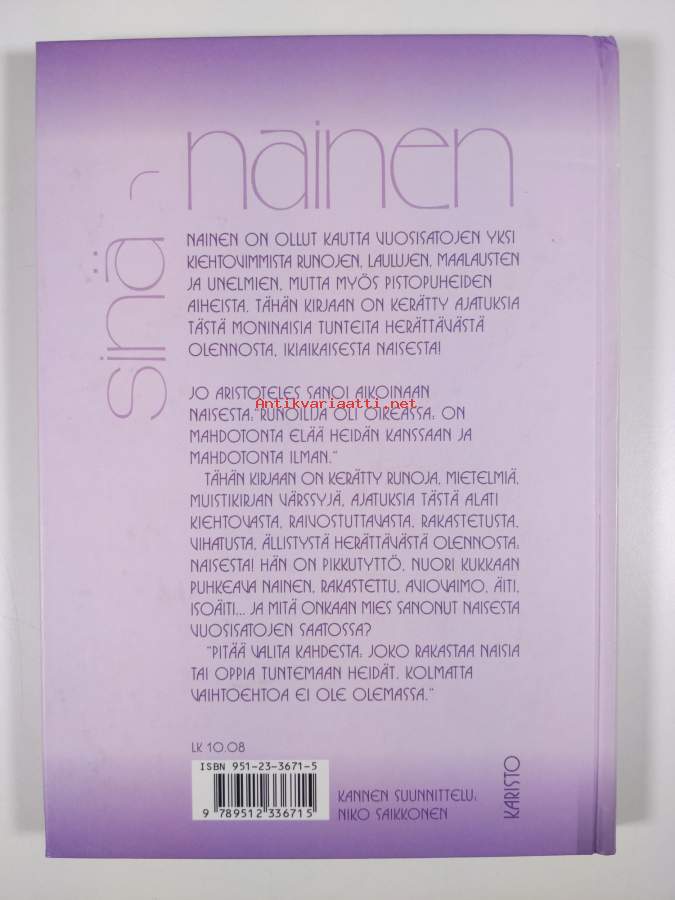 sinä - nainen
NAINEN ON OLLUT KAUTTA VUOSISATOJEN YKSI
KIEHTOVIMMISTA RUNOJEN, LAULUJEN, MAALAUSTEN
JA UNELMIEN, MUTTA MYÖS PISTOPUHEIDEN
AIHEISTA. TÄHÄN KIRJAAN ON KERÄTTY AJATUKSIA
TÄSTÄ MONINAISIA TUNTEITA HERÄTTÄVÄSTÄ
OLENNOSTA, IKIAIKAISESTA NAISESTA!
JO ARISTOTELES SANOI AIKOINAAN
Antikvariaatti.net
NAISESTA: "RUNOILIJA OLI OIKEASSA: ON
MAHDOTONTA ELÄÄ HEIDÄN KANSSAAN JA
MAHDOTONTA ILMAN."
TÄHÄN KIRJAAN ON KERÄTTY RUNOJA, MIETELMIÄ,
MUISTIKIRJAN VÄRSSYJÄ, AJATUKSIA TÄSTÄ ALATI
KIEHTOVASTA, RAIVOSTUTTAVASTA, RAKASTETUSTA,
VIHATUSTA, ÄLLISTYSTÄ HERÄTTÄVÄSTÄ OLENNOSTA:
NAISESTA! HÄN ON PIKKUTYTTÖ, NUORI KUKKAAN
PUHKEAVA NAINEN, RAKASTETTU, AVIOVAIMO, ÄITI,
ISOÄITI... JA MITÄ ONKAAN MIES SANONUT NAISESTA
VUOSISATOJEN SAATOSSA?
"PITÄÄ VALITA KAHDESTA: JOKO RAKASTAA NAISIA
TAI OPPIA TUNTEMAAN HEIDÄT. KOLMATTA
VAIHTOEHTOA EI OLE OLEMASSA."
LK 10.08
ISBN 951-23-3671-5
9 789512 336715
KANNEN SUUNNITTELU:
NIKO SAIKKONEN
KARISTO